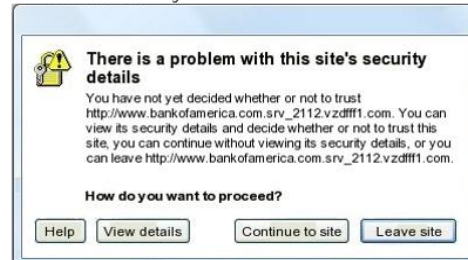 There is a problem with this site's security
details
You have not yet decided whether or not to trust
http://www.bankofamerica.com.srv_2112.vzdfff1.com. You can
view its security details and decide whether or not to trust this
site, you can continue without viewing its security details, or you
can leave http://www.bankofamerica.com.srv_2112.vzdfff1.com.
How do you want to proceed?
Help View details Continue to site Leave site